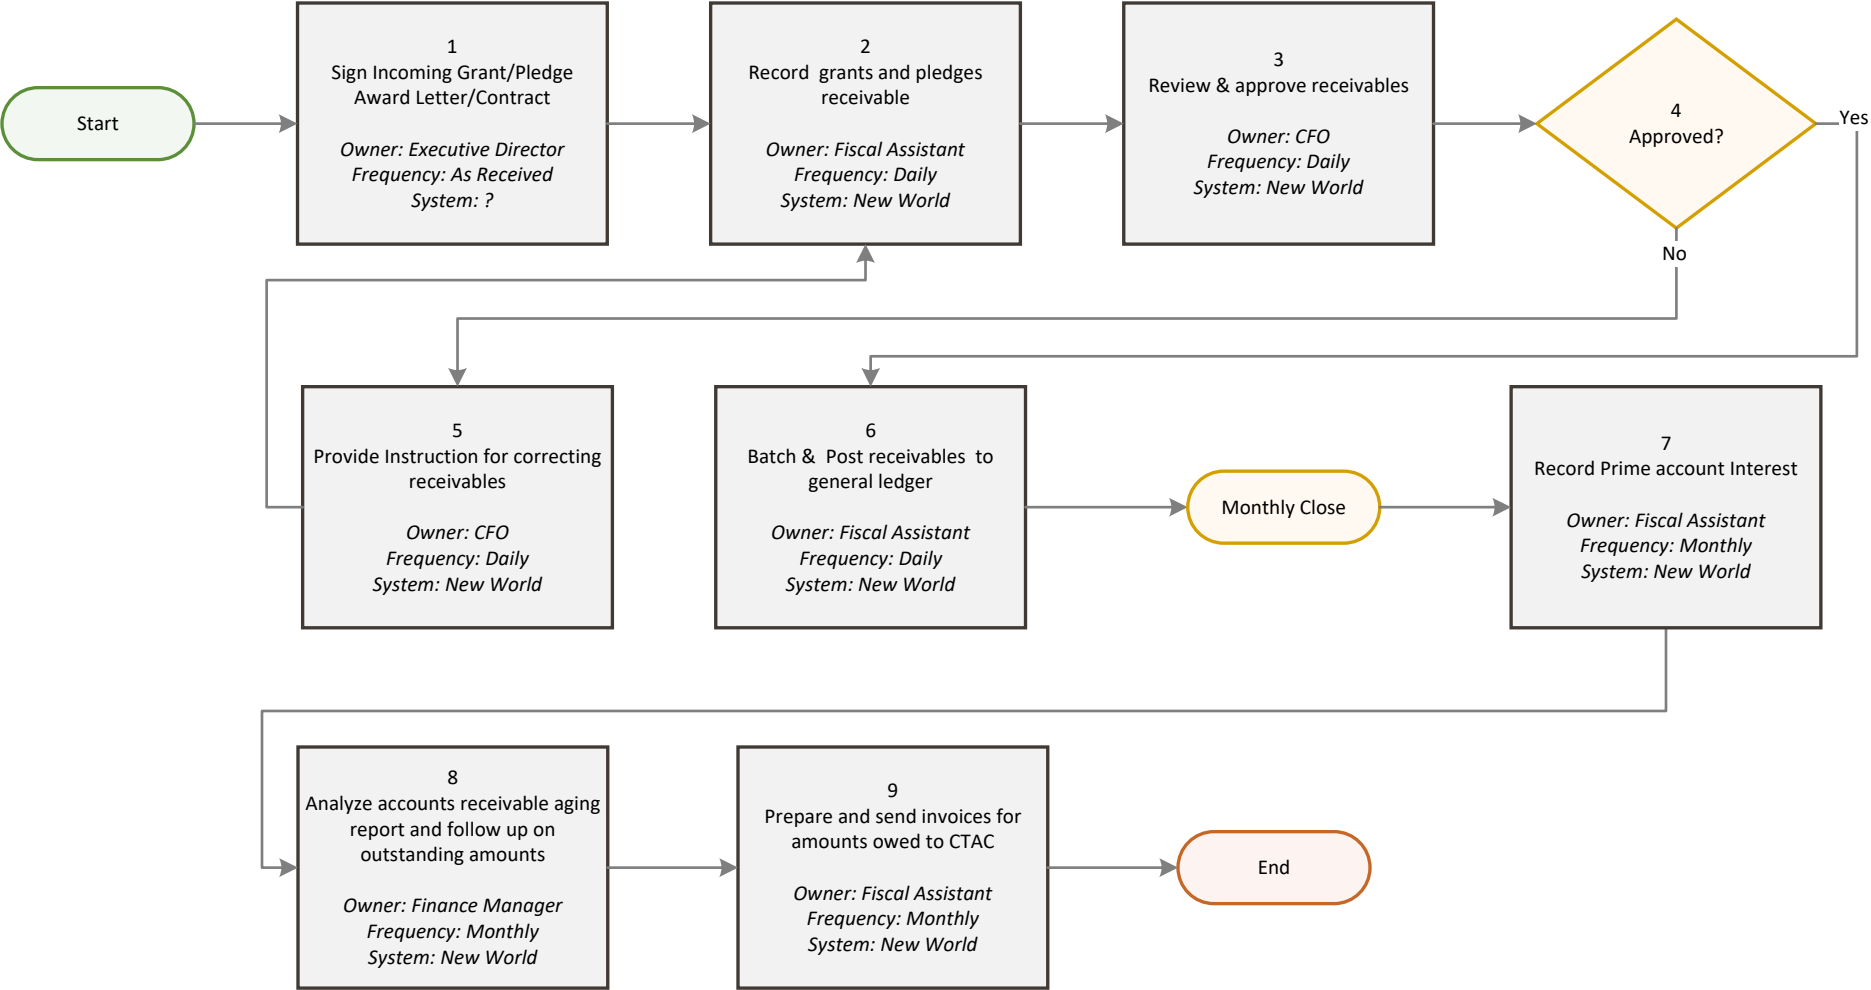 Start
1
Sign Incoming Grant/Pledge
Award Letter/Contract
Owner: Executive Director
Frequency: As Received
System: ?
2
Record grants and pledges
receivable
Owner: Fiscal Assistant
Frequency: Daily
System: New World
3
Review & approve receivables
Owner: CFO
Frequency: Daily
System: New World
4
Approved?
Yes
No
5
Provide Instruction for correcting
receivables
Owner: CFO
Frequency: Daily
System: New World
6
Batch & Post receivables to
general ledger
Owner: Fiscal Assistant
Frequency: Daily
System: New World
Monthly Close
7
Record Prime account Interest
Owner: Fiscal Assistant
Frequency: Monthly
System: New World
8
Analyze accounts receivable aging
report and follow up on
outstanding amounts
Owner: Finance Manager
Frequency: Monthly
System: New World
9
Prepare and send invoices for
amounts owed to CTAC
Owner: Fiscal Assistant
Frequency: Monthly
System: New World
End